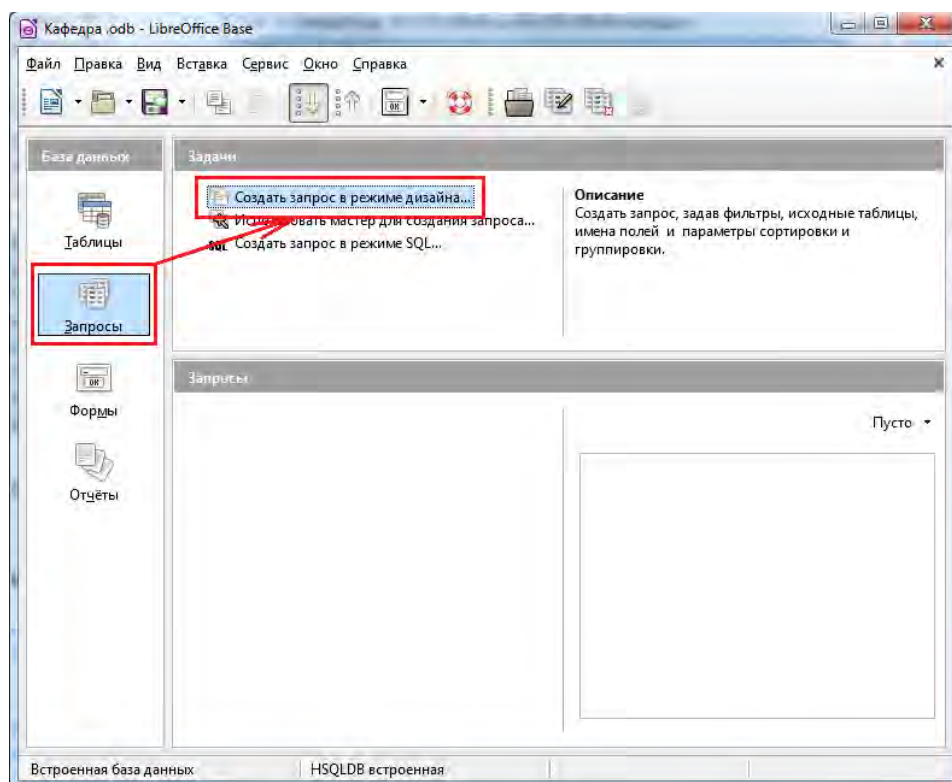 Кафедра .odb - LibreOffice Base
Файл Правка Вид Вставка Сервис Окно Справка
База данных
Задачи
Таблицы
Запросы
Формы
Отчёты
Создать запрос в режиме дизайна...
Использовать мастер для создания запроса...
SQL Создать запрос в режиме SQL...
Описание
Создать запрос, задав фильтры, исходные таблицы,
имена полей и параметры сортировки и
группировки.
Запросы
Пусто
Встроенная база данных
HSQLDB встроенная